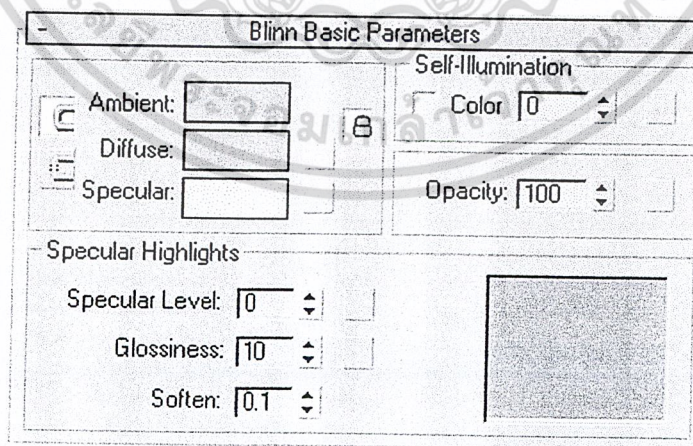 - Blinn Basic Parameters
Ambient:
Diffuse:
Specular:
Self-Illumination
Color 0
Opacity: 100
Specular Highlights
Specular Level: 0
Glossiness: 10
Soften: 0.1